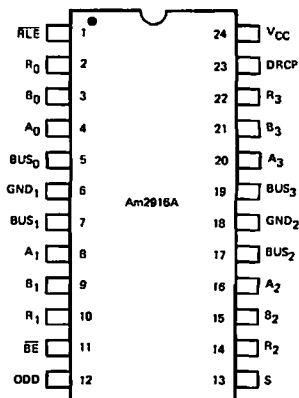 RLE 1 24 VCC
R0 2 23 DRCP
B0 3 22 R3
A0 4 21 B3
BUS0 5 20 A3
GND1 6 19 BUS3
Am2916A
BUS1 7 18 GND2
A1 8 17 BUS2
B1 9 16 A2
R1 10 15 B2
BE 11 14 R2
ODD 12 13 S